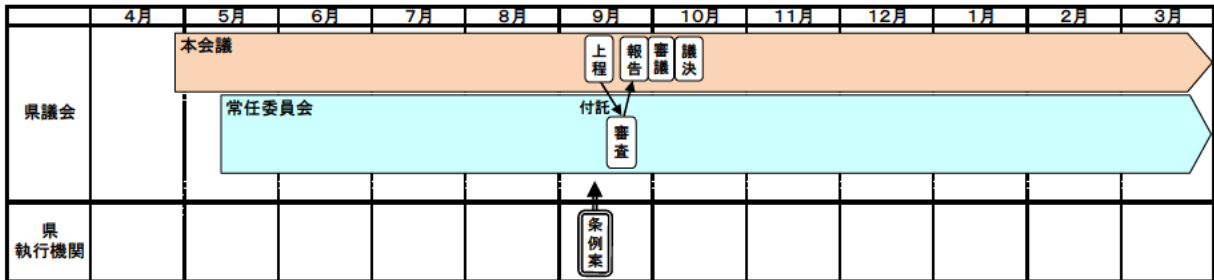 4月 5月 6月 7月 8月 9月 10月 11月 12月 1月 2月 3月
県議会
本会議
上程
報告
審議
議決
常任委員会
付託
審査
県
執行機関
条例案